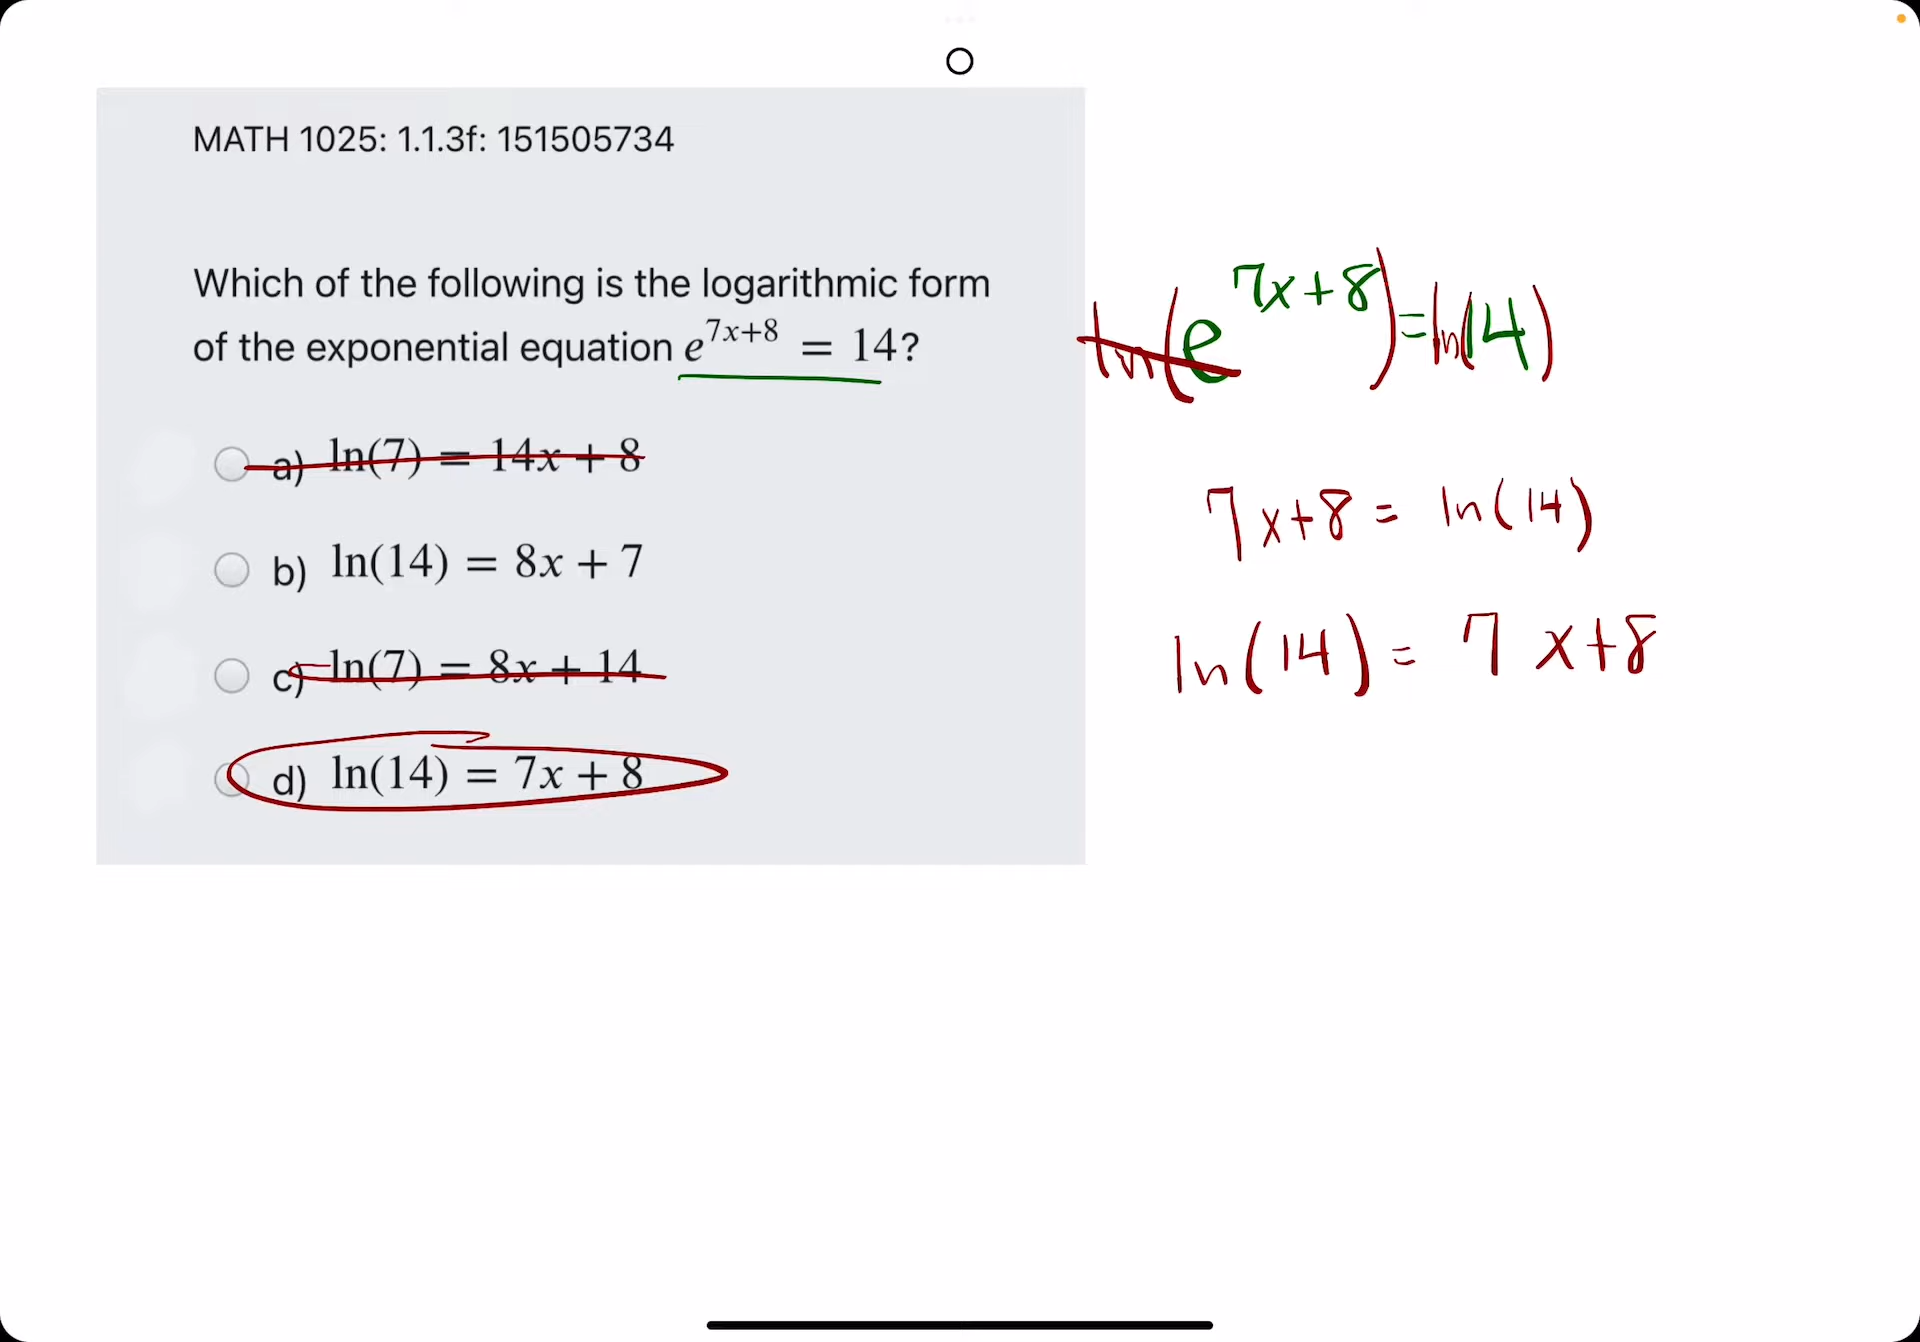 MATH 1025: 1.1.3f: 151505734
Which of the following is the logarithmic form
of the exponential equation e^{7x+8} = 14?
a) ln(7) = 14x + 8
b) ln(14) = 8x + 7
c) ln(7) = 8x + 14
d) ln(14) = 7x + 8
ln(e^{7x+8}) = ln(14)
7x+8 = ln(14)
ln(14) = 7x+8